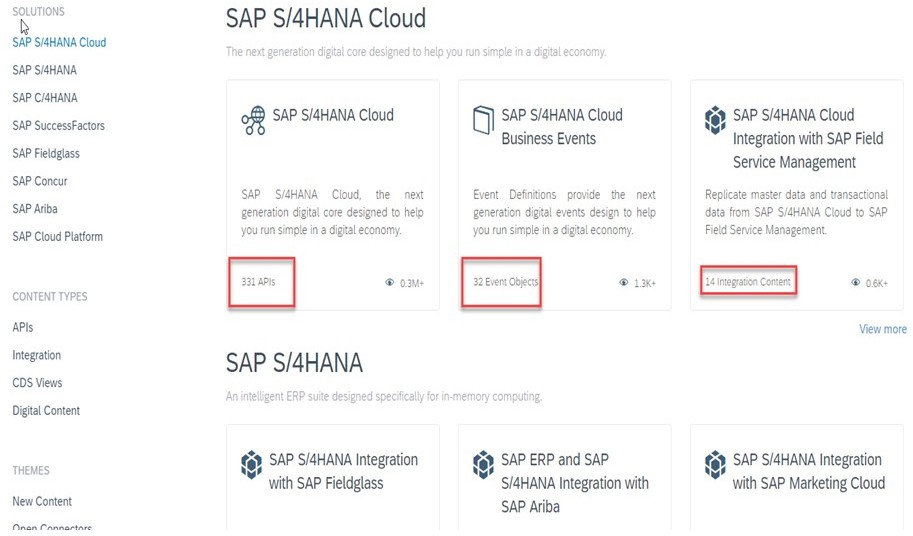 SOLUTIONS
SAP S/4HANA Cloud
SAP S/4HANA
SAP C/4HANA
SAP SuccessFactors
SAP Fieldglass
SAP Concur
SAP Ariba
SAP Cloud Platform
CONTENT TYPES
APIs
Integration
CDS Views
Digital Content
THEMES
New Content
Open Connectors
SAP S/4HANA Cloud
The next generation digital core designed to help you run simple in a digital economy.
SAP S/4HANA Cloud
SAP S/4HANA Cloud, the next
generation digital core designed to help
you run simple in a digital economy.
331 APIs
0.3M+
SAP S/4HANA Cloud
Business Events
Event Definitions provide the next
generation digital events design to help
you run simple in a digital economy.
32 Event Objects
1.3K+
SAP S/4HANA Cloud
Integration with SAP Field
Service Management
Replicate master data and transactional
data from SAP S/4HANA Cloud to SAP
Field Service Management.
14 Integration Content
0.6K+
View more
SAP S/4HANA
An intelligent ERP suite designed specifically for in-memory computing.
SAP S/4HANA Integration
with SAP Fieldglass
SAP ERP and SAP
S/4HANA Integration with
SAP Ariba
SAP S/4HANA Integration
with SAP Marketing Cloud